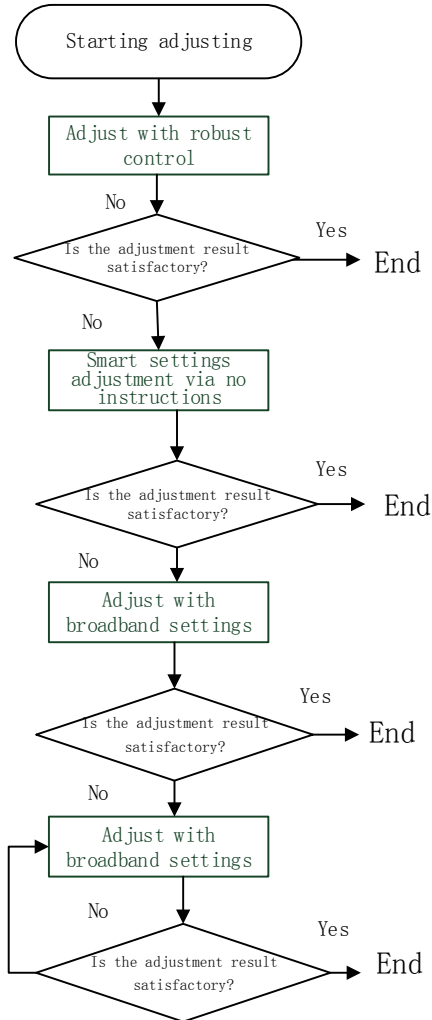 Starting adjusting
Adjust with robust
control
No
Is the adjustment result
satisfactory?
Yes
End
No
Smart settings
adjustment via no
instructions
Is the adjustment result
satisfactory?
Yes
End
No
Adjust with
broadband settings
Is the adjustment result
satisfactory?
Yes
End
No
Adjust with
broadband settings
No
Is the adjustment result
satisfactory?
Yes
End